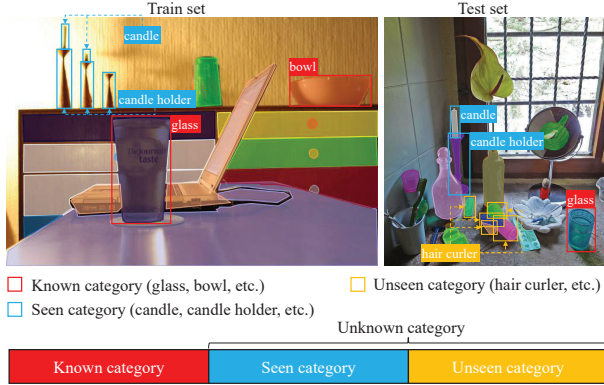 Train set
Test set
candle
bowl
candle
candle holder
candle holder
glass
taste
glass
hair curler
Known category (glass, bowl, etc.)
Unseen category (hair curler, etc.)
Seen category (candle, candle holder, etc.)
Unknown category
Known category
Seen category
Unseen category